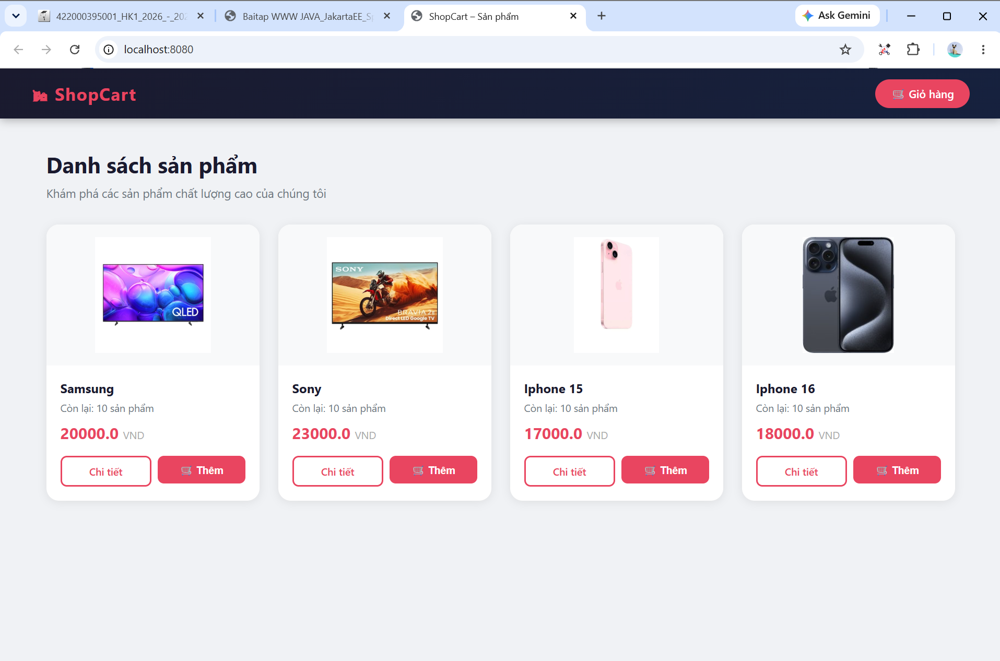 422000395001_HK1_2026_-_202
Baitap WWW JAVA_JakartaEE_Sp
ShopCart – Sản phẩm
Ask Gemini
localhost:8080
ShopCart
Giỏ hàng
Danh sách sản phẩm
Khám phá các sản phẩm chất lượng cao của chúng tôi
QLED
SONY
BRAVIA 2 II
Direct LED Google TV
Samsung
Còn lại: 10 sản phẩm
20000.0 VND
Chi tiết
Thêm
Sony
Còn lại: 10 sản phẩm
23000.0 VND
Chi tiết
Thêm
Iphone 15
Còn lại: 10 sản phẩm
17000.0 VND
Chi tiết
Thêm
Iphone 16
Còn lại: 10 sản phẩm
18000.0 VND
Chi tiết
Thêm